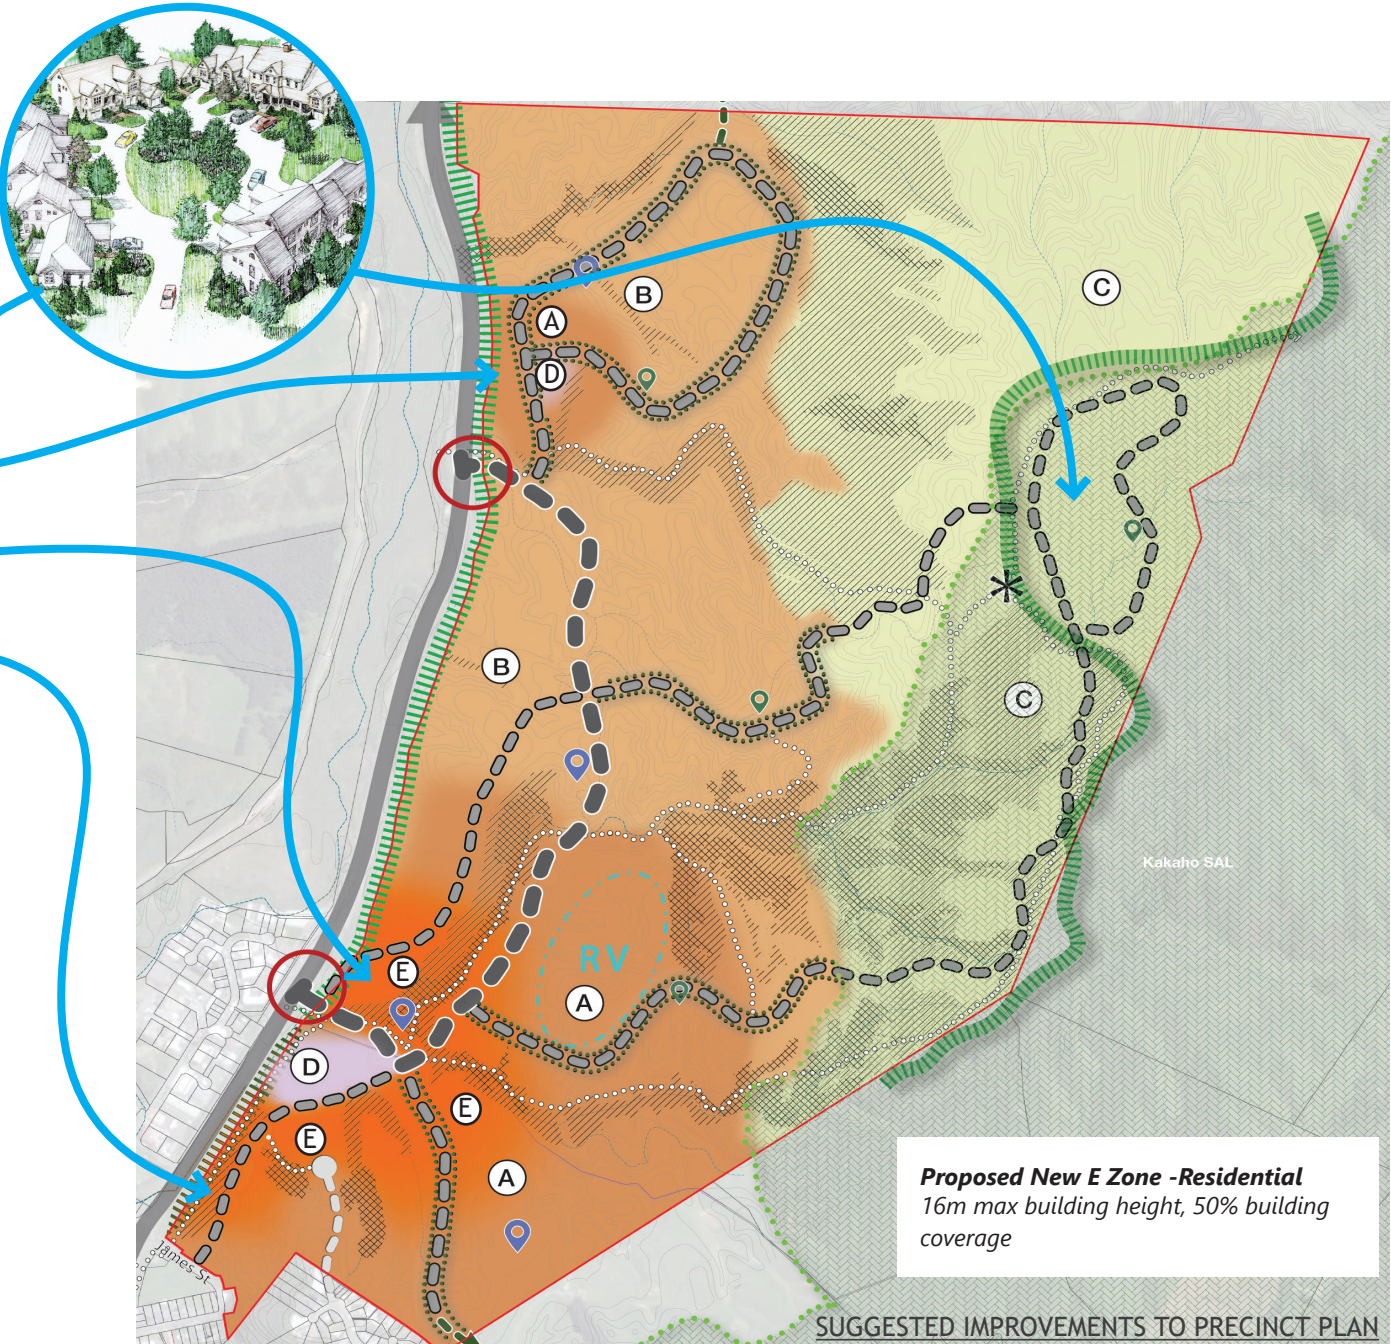 B
C
A
D
B
C
Kakaho SAL
RV
E
A
D
E
E
A
James St
Proposed New E Zone -Residential
16m max building height, 50% building
coverage
SUGGESTED IMPROVEMENTS TO PRECINCT PLAN